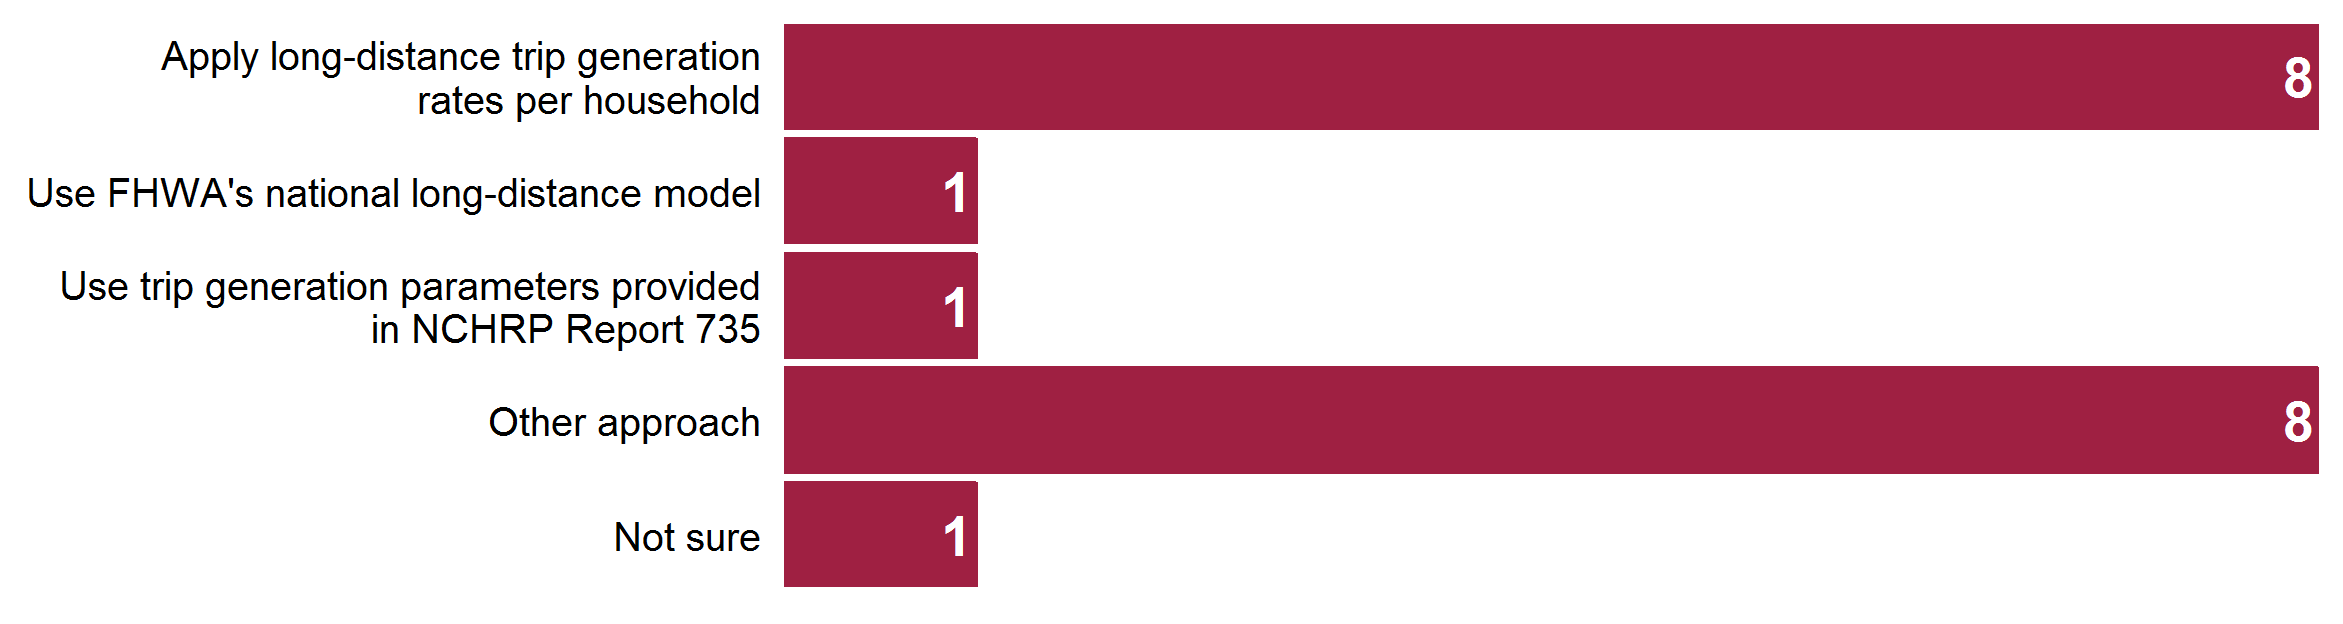 Apply long-distance trip generation
rates per household
8
Use FHWA's national long-distance model
1
Use trip generation parameters provided
in NCHRP Report 735
1
Other approach
8
Not sure
1